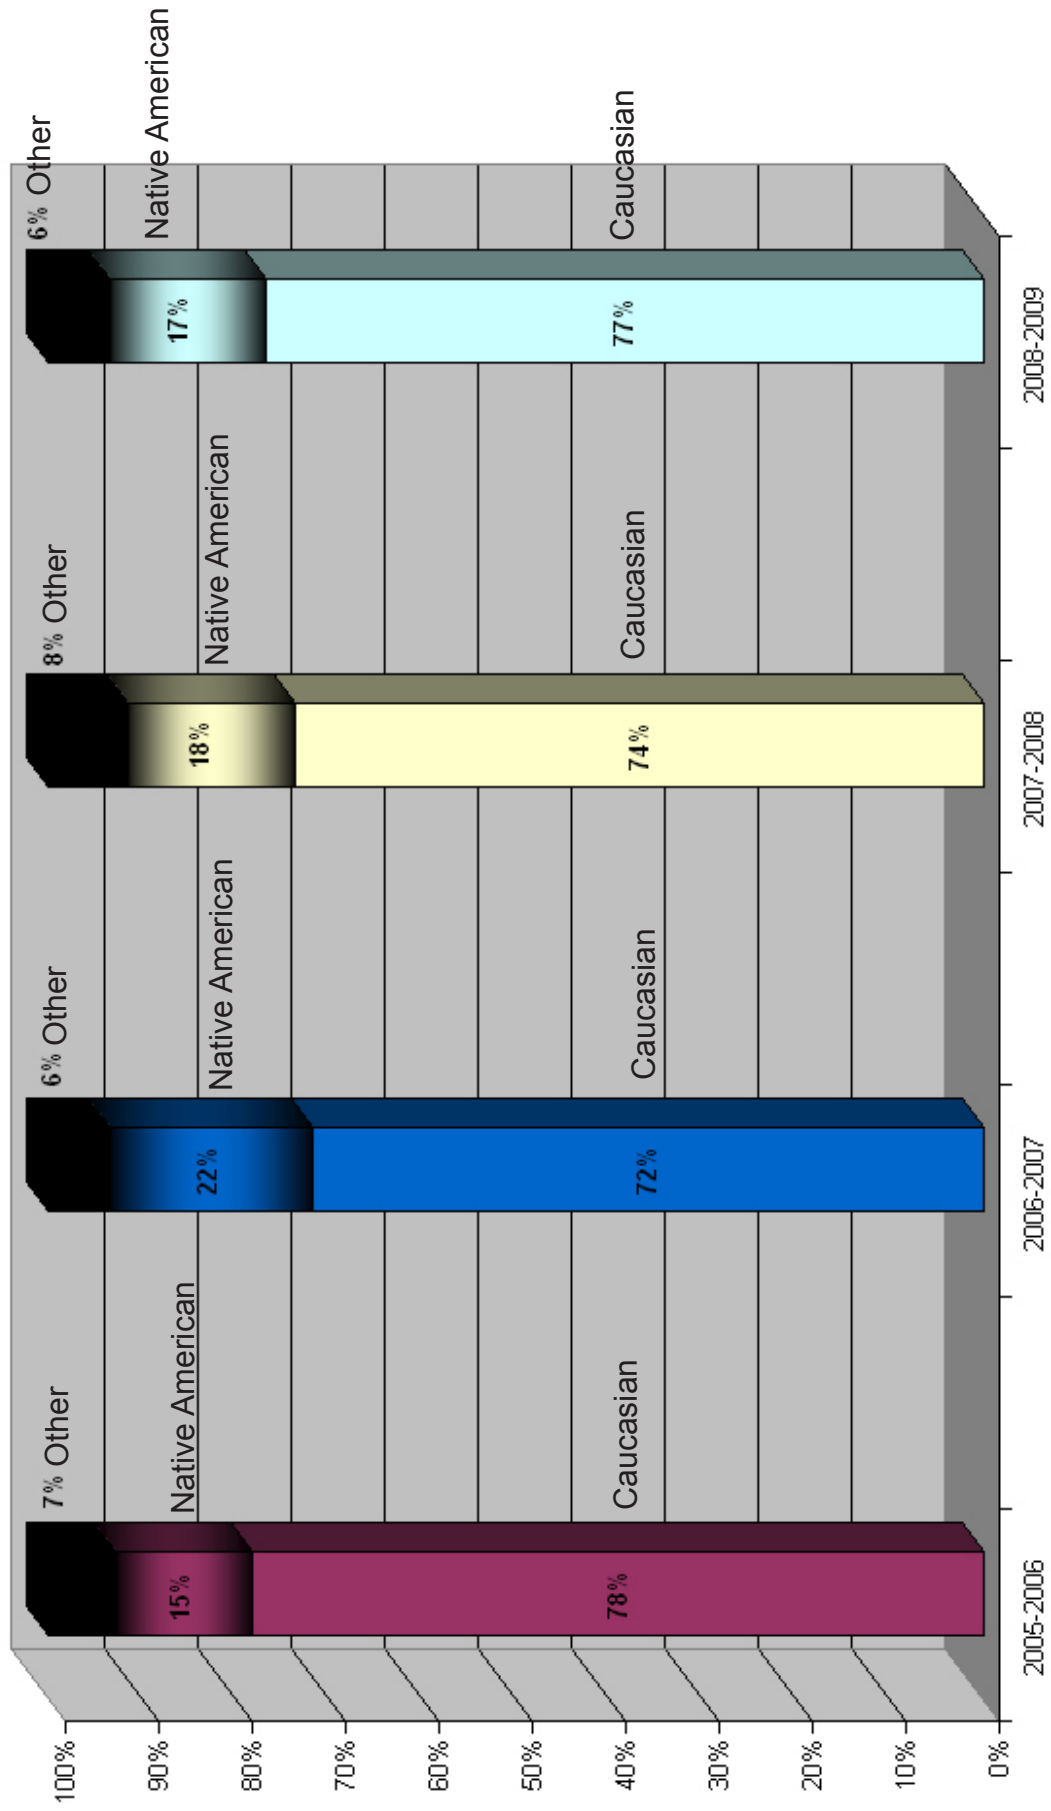 100%
90%
80%
70%
60%
50%
40%
30%
20%
10%
0%
7% Other
15%
Native American
78%
Caucasian
2005-2006
6% Other
22%
Native American
72%
Caucasian
2006-2007
8% Other
18%
Native American
74%
Caucasian
2007-2008
6% Other
17%
Native American
77%
Caucasian
2008-2009